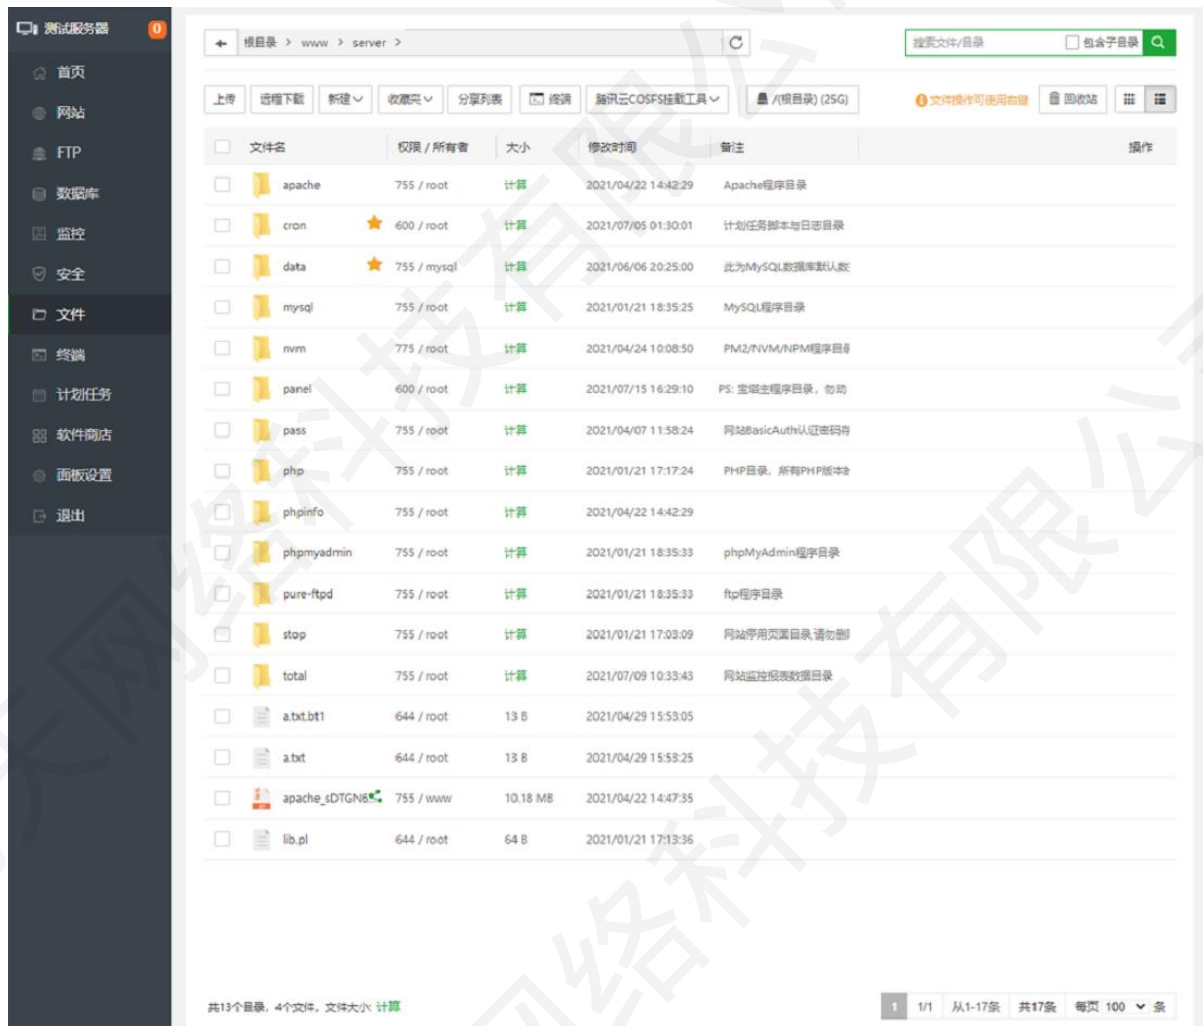 测试服务器 0
首页
网站
FTP
数据库
监控
安全
文件
终端
计划任务
软件商店
面板设置
退出
根目录 > www > server >
搜索文件/目录 包含子目录
上传 远程下载 新建 收藏夹 分享列表 终端 腾讯云COSFS挂载工具 /(根目录) (25G) 文件操作可使用右键 回收站
文件名 权限 / 所有者 大小 修改时间 备注 操作
apache 755 / root 计算 2021/04/22 14:42:29 Apache程序目录
cron 600 / root 计算 2021/07/05 01:30:01 计划任务脚本与日志目录
data 755 / mysql 计算 2021/06/06 20:25:00 此为MySQL数据库默认数
mysql 755 / root 计算 2021/01/21 18:35:25 MySQL程序目录
nvm 775 / root 计算 2021/04/24 10:08:50 PM2/NVM/NPM程序目
panel 600 / root 计算 2021/07/15 16:29:10 PS: 宝塔主程序目录，勿动
pass 755 / root 计算 2021/04/07 11:58:24 网站BasicAuth认证密码存
php 755 / root 计算 2021/01/21 17:17:24 PHP目录，所有PHP版本
phpinfo 755 / root 计算 2021/04/22 14:42:29
phpmyadmin 755 / root 计算 2021/01/21 18:35:33 phpMyAdmin程序目录
pure-ftpd 755 / root 计算 2021/01/21 18:35:33 ftp程序目录
stop 755 / root 计算 2021/01/21 17:03:09 网站停用页面目录,请勿删
total 755 / root 计算 2021/07/09 10:33:43 网站监控报表数据目录
a.txt.bt1 644 / root 13 B 2021/04/29 15:53:05
a.txt 644 / root 13 B 2021/04/29 15:53:25
apache_sDTGN6... 755 / www 10.18 MB 2021/04/22 14:47:35
lib.pl 644 / root 64 B 2021/01/21 17:13:36
共13个目录，4个文件，文件大小: 计算 1 1/1 从1-17条 共17条 每页 100 条
天网络科技有限公
网络科技有限